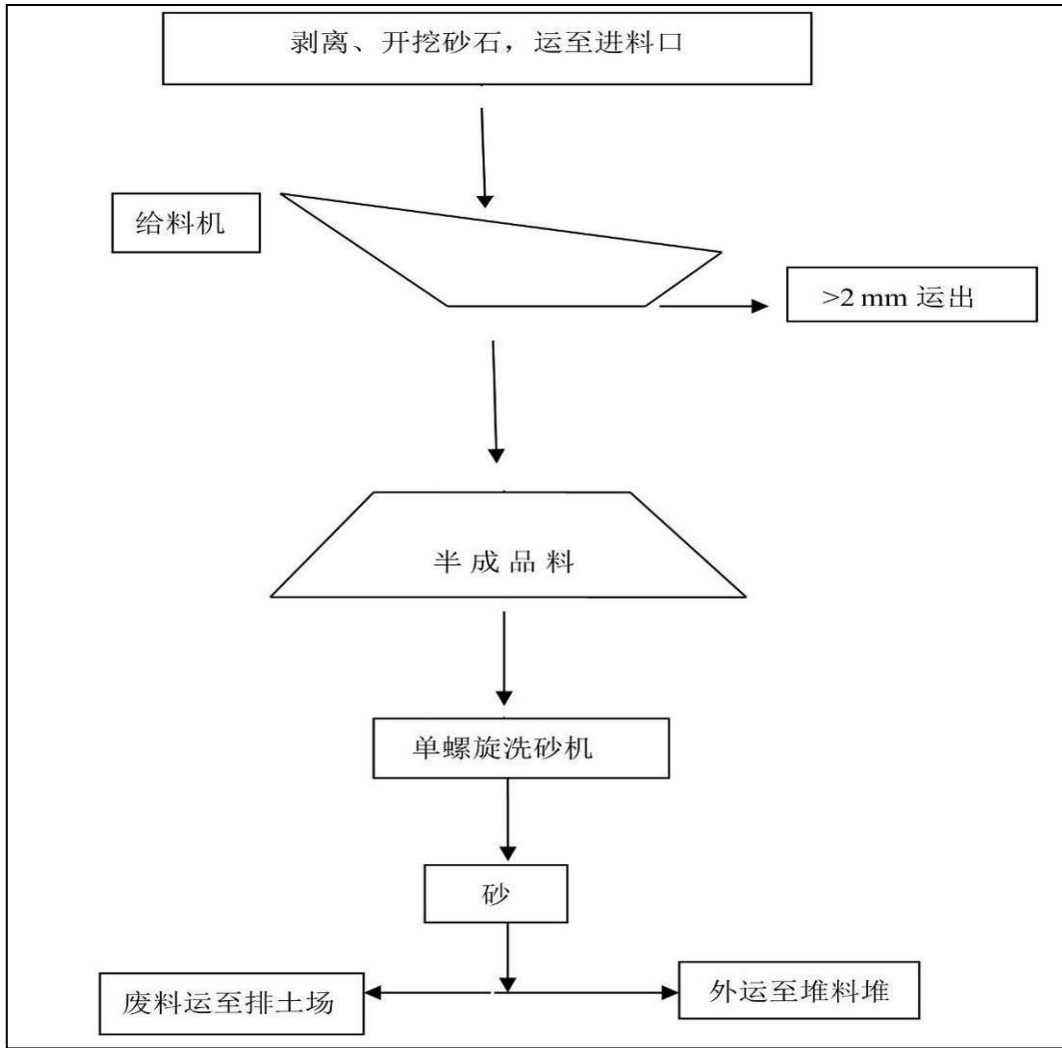 剥离、开挖砂石，运至进料口
给料机
>2 mm 运出
半成品料
单螺旋洗砂机
砂
废料运至排土场
外运至堆料堆